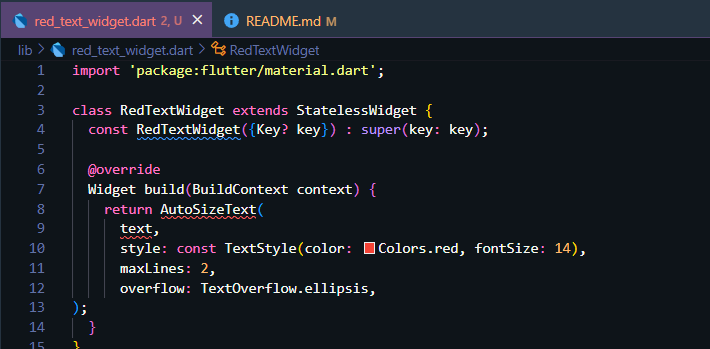 red_text_widget.dart 2, U README.md M
lib > red_text_widget.dart > RedTextWidget
1 import 'package:flutter/material.dart';
2
3 class RedTextWidget extends StatelessWidget {
4 const RedTextWidget({Key? key}) : super(key: key);
5
6 @override
7 Widget build(BuildContext context) {
8 return AutoSizeText(
9 text,
10 style: const TextStyle(color: Colors.red, fontSize: 14),
11 maxLines: 2,
12 overflow: TextOverflow.ellipsis,
13 );
14 }
15 }